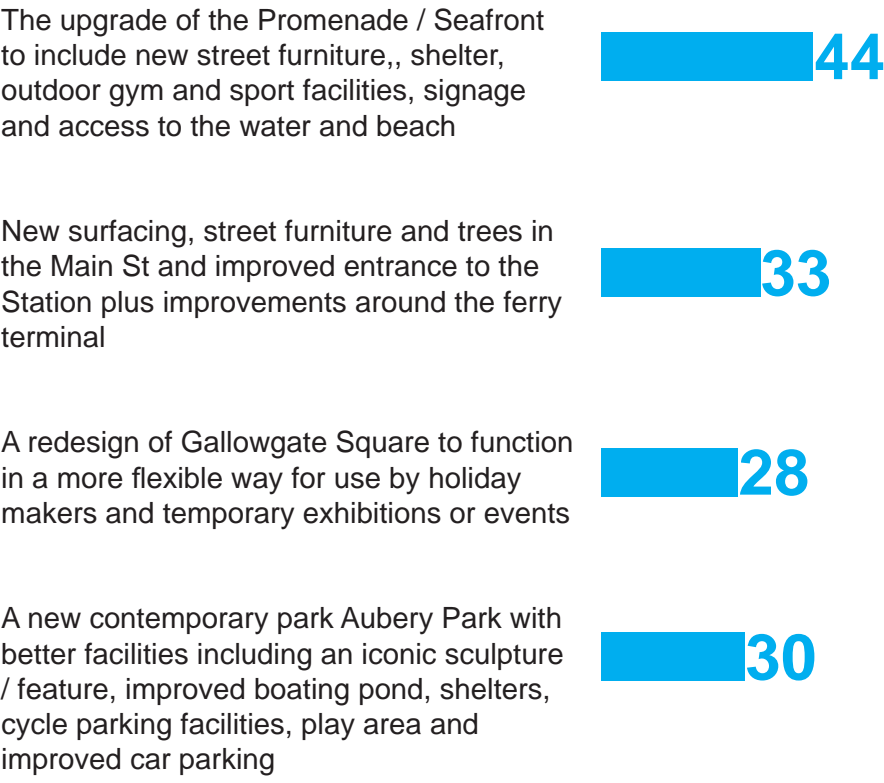 The upgrade of the Promenade / Seafront
to include new street furniture,, shelter,
outdoor gym and sport facilities, signage
and access to the water and beach
44
New surfacing, street furniture and trees in
the Main St and improved entrance to the
Station plus improvements around the ferry
terminal
33
A redesign of Gallowgate Square to function
in a more flexible way for use by holiday
makers and temporary exhibitions or events
28
A new contemporary park Aubery Park with
better facilities including an iconic sculpture
/ feature, improved boating pond, shelters,
cycle parking facilities, play area and
improved car parking
30